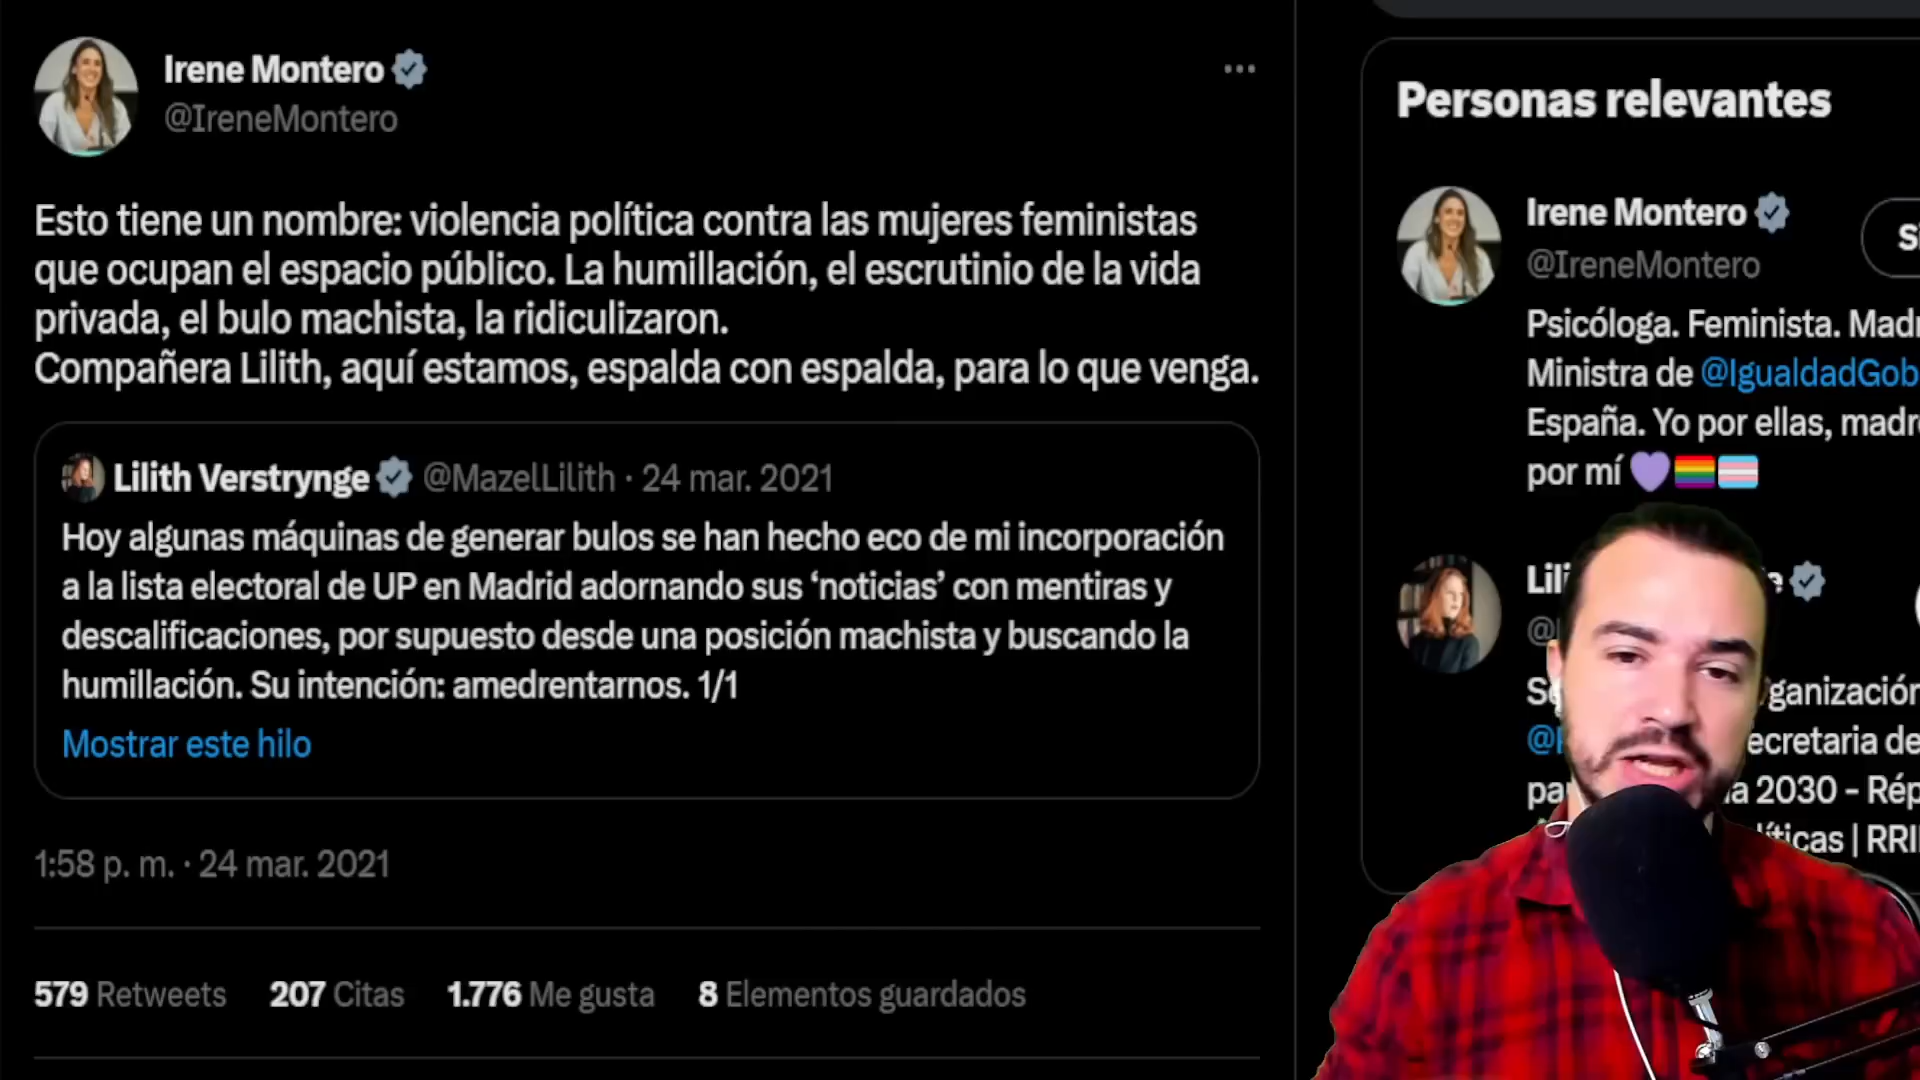 Irene Montero
@IreneMontero
Esto tiene un nombre: violencia política contra las mujeres feministas
que ocupan el espacio público. La humillación, el escrutinio de la vida
privada, el bulo machista, la ridiculizaron.
Compañera Lilith, aquí estamos, espalda con espalda, para lo que venga.
Lilith Verstrynge @MazelLilith · 24 mar. 2021
Hoy algunas máquinas de generar bulos se han hecho eco de mi incorporación
a la lista electoral de UP en Madrid adornando sus ‘noticias’ con mentiras y
descalificaciones, por supuesto desde una posición machista y buscando la
humillación. Su intención: amedrentarnos. 1/1
Mostrar este hilo
1:58 p. m. · 24 mar. 2021
579 Retweets 207 Citas 1.776 Me gusta 8 Elementos guardados
Personas relevantes
Irene Montero
@IreneMontero
Psicóloga. Feminista.
Ministra de @IgualdadGob
España. Yo por ellas,
por mí
2030 -